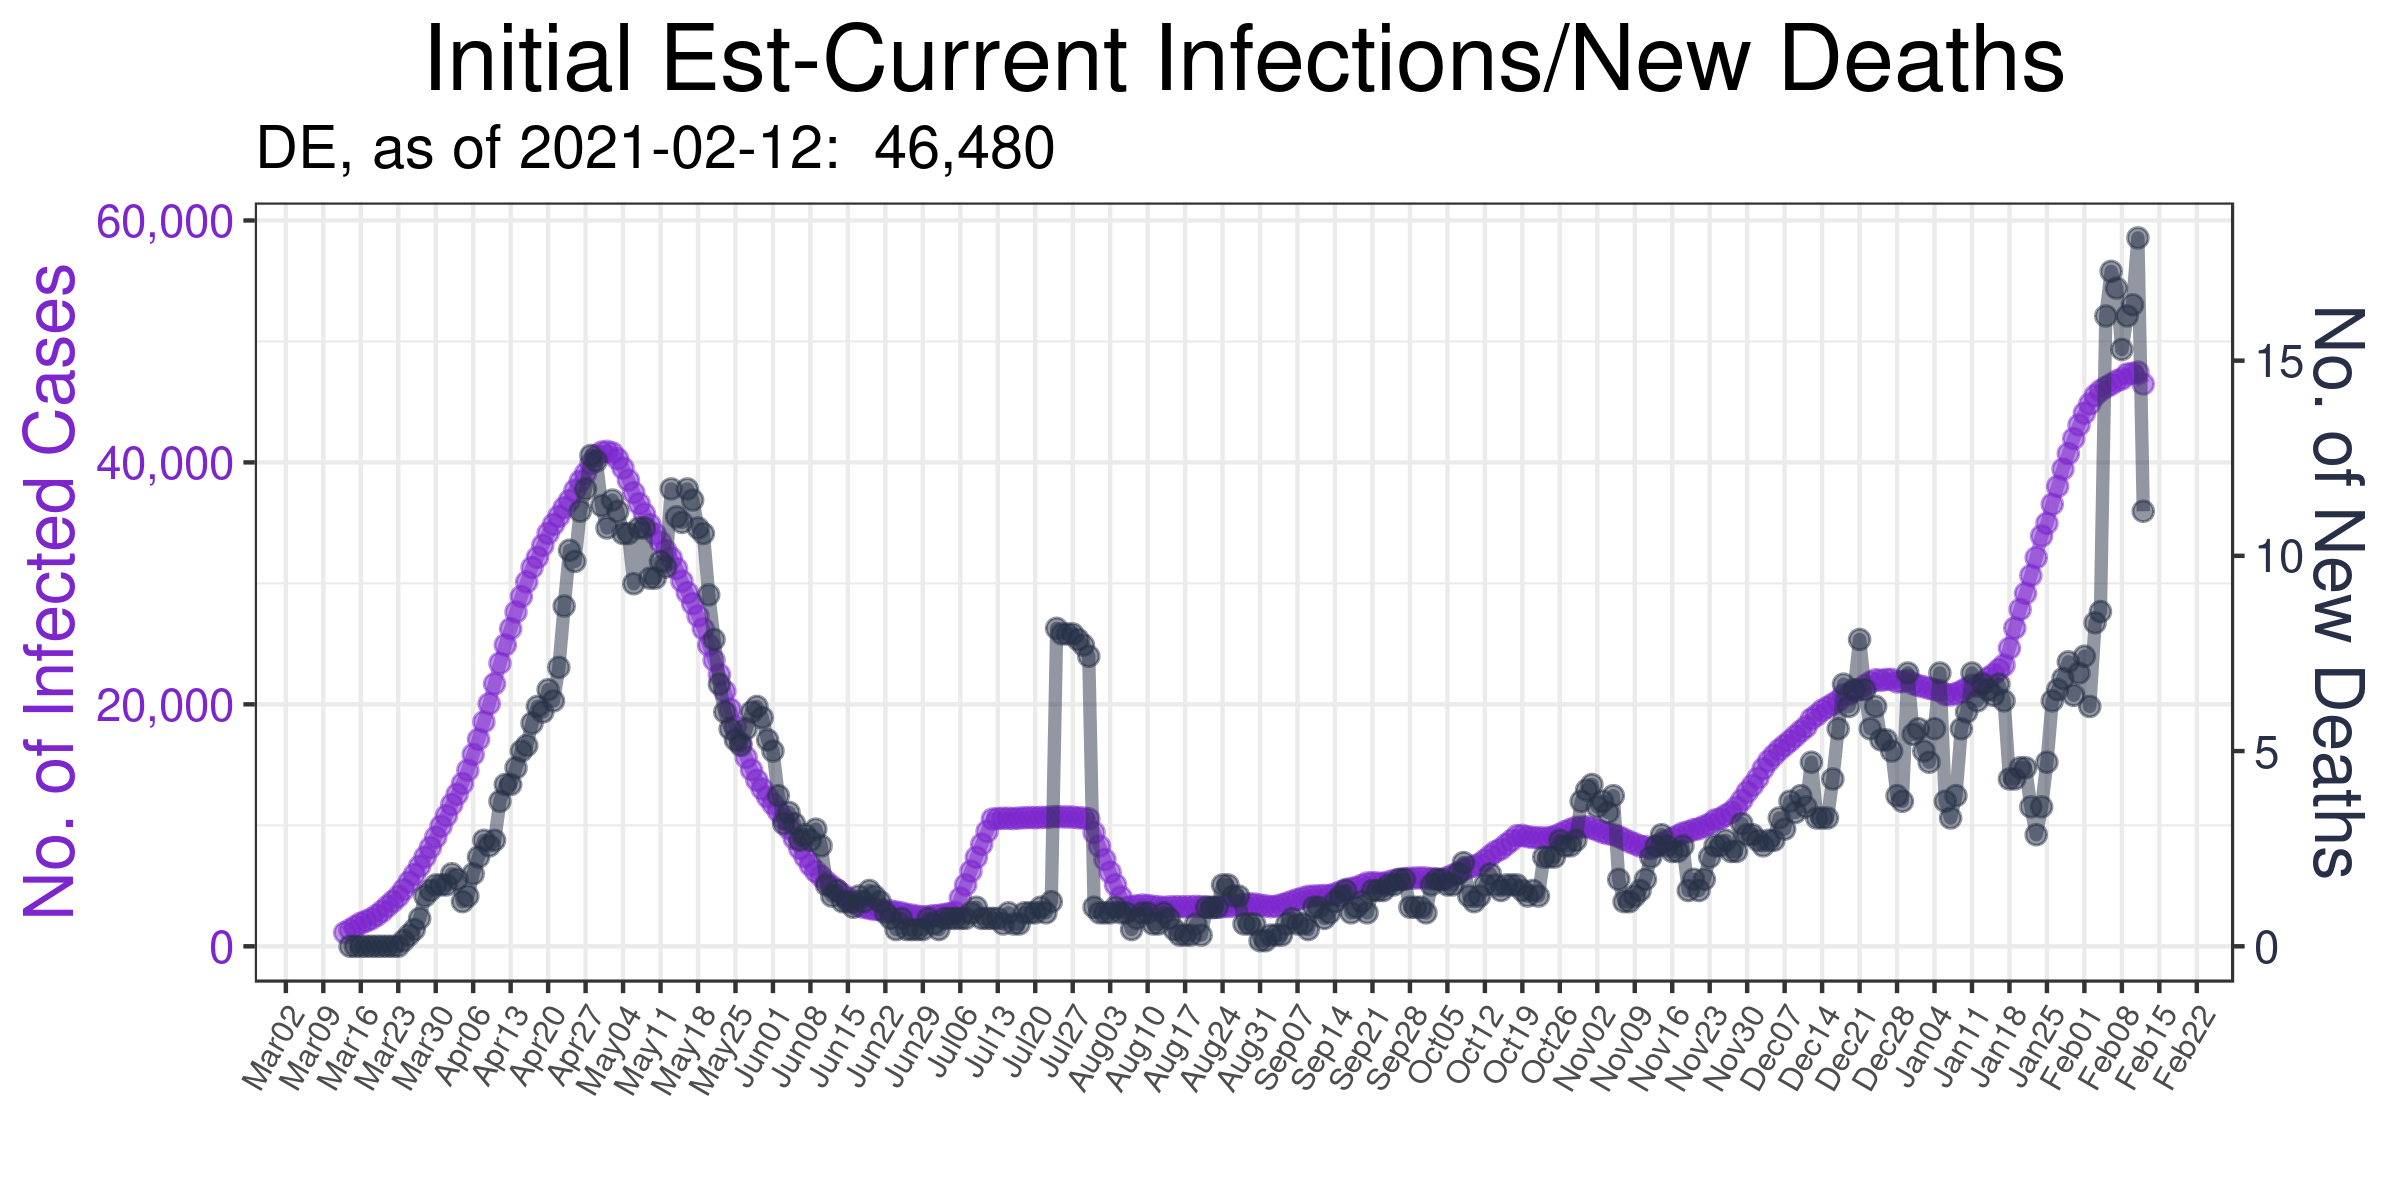 Initial Est-Current Infections/New Deaths
DE, as of 2021-02-12:  46,480
No. of Infected Cases
60,000
40,000
20,000
0
No. of New Deaths
15
10
5
0
Mar02
Mar09
Mar16
Mar23
Mar30
Apr06
Apr13
Apr20
Apr27
May04
May11
May18
May25
Jun01
Jun08
Jun15
Jun22
Jun29
Jul06
Jul13
Jul20
Jul27
Aug03
Aug10
Aug17
Aug24
Aug31
Sep07
Sep14
Sep21
Sep28
Oct05
Oct12
Oct19
Oct26
Nov02
Nov09
Nov16
Nov23
Nov30
Dec07
Dec14
Dec21
Dec28
Jan04
Jan11
Jan18
Jan25
Feb01
Feb08
Feb15
Feb22